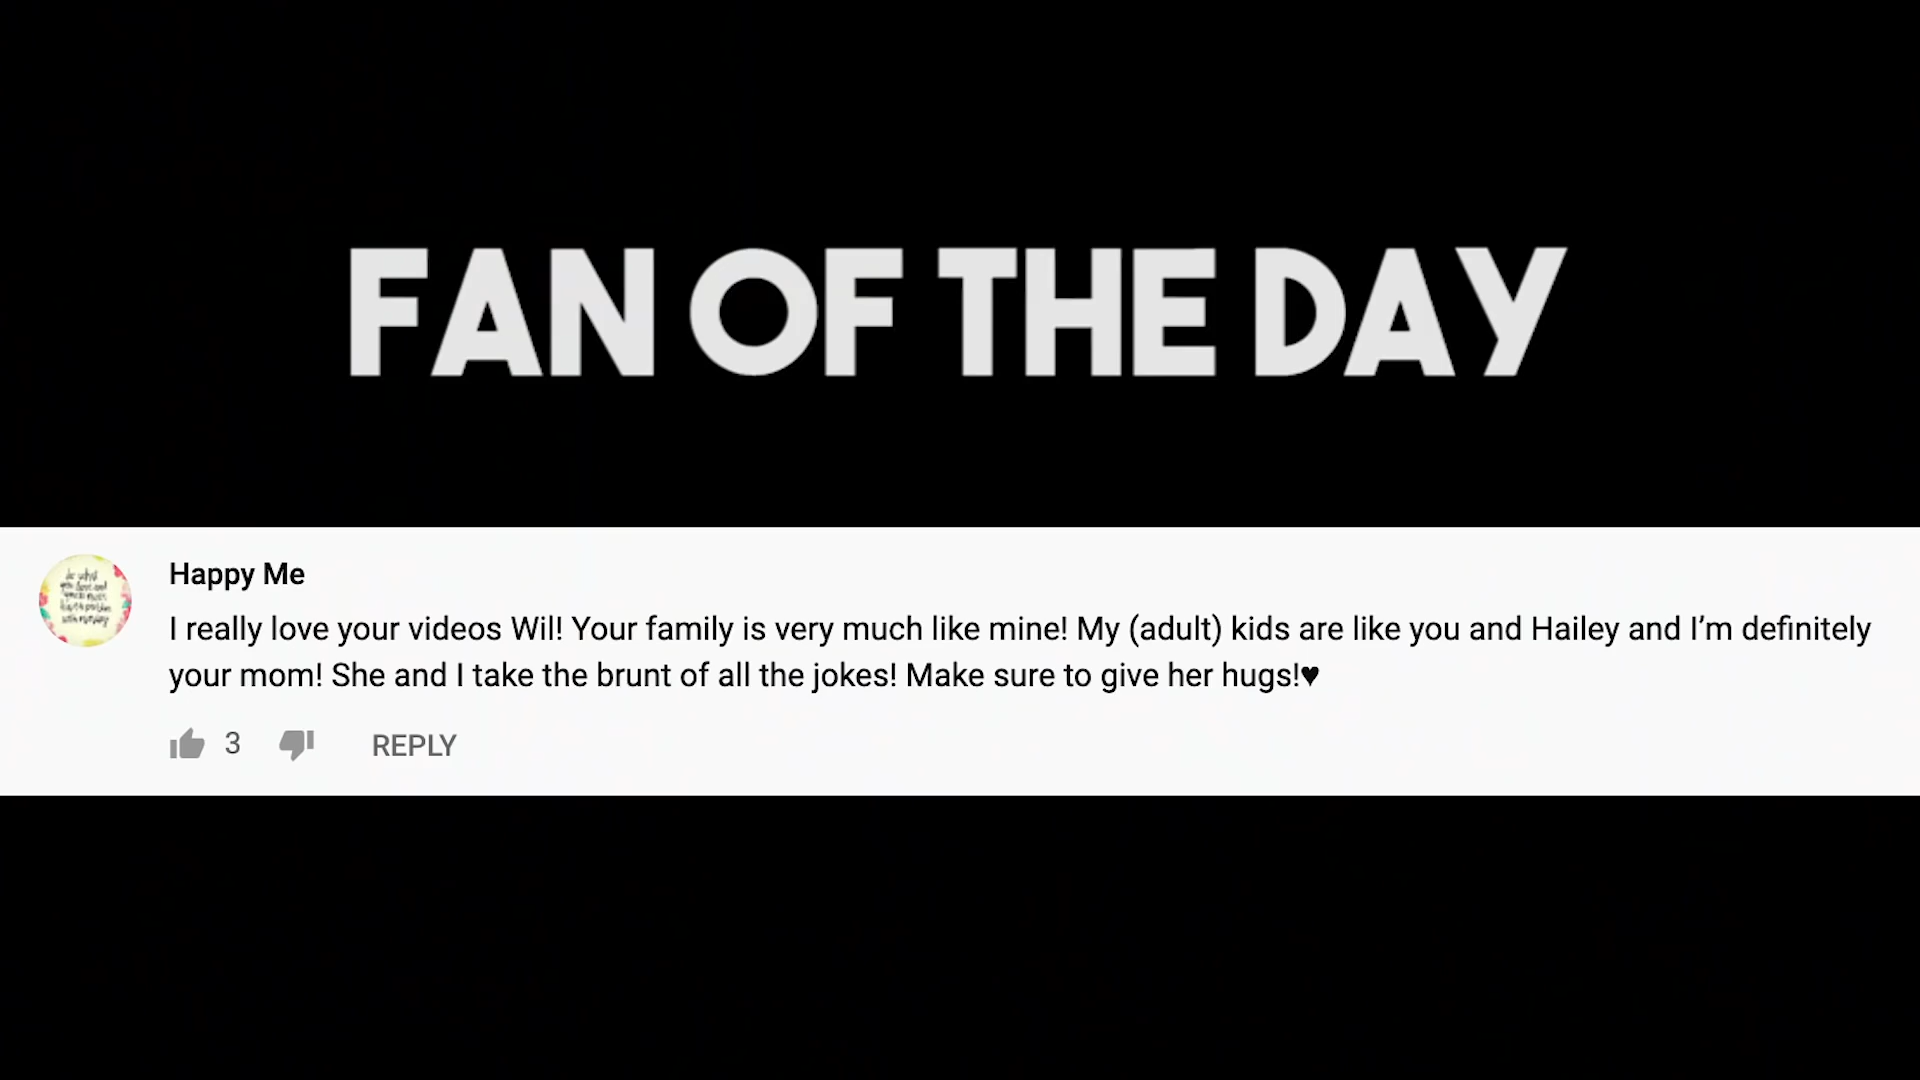 FAN OF THE DAY
Happy Me
I really love your videos Wil! Your family is very much like mine! My (adult) kids are like you and Hailey and I’m definitely
your mom! She and I take the brunt of all the jokes! Make sure to give her hugs!♥
3 REPLY